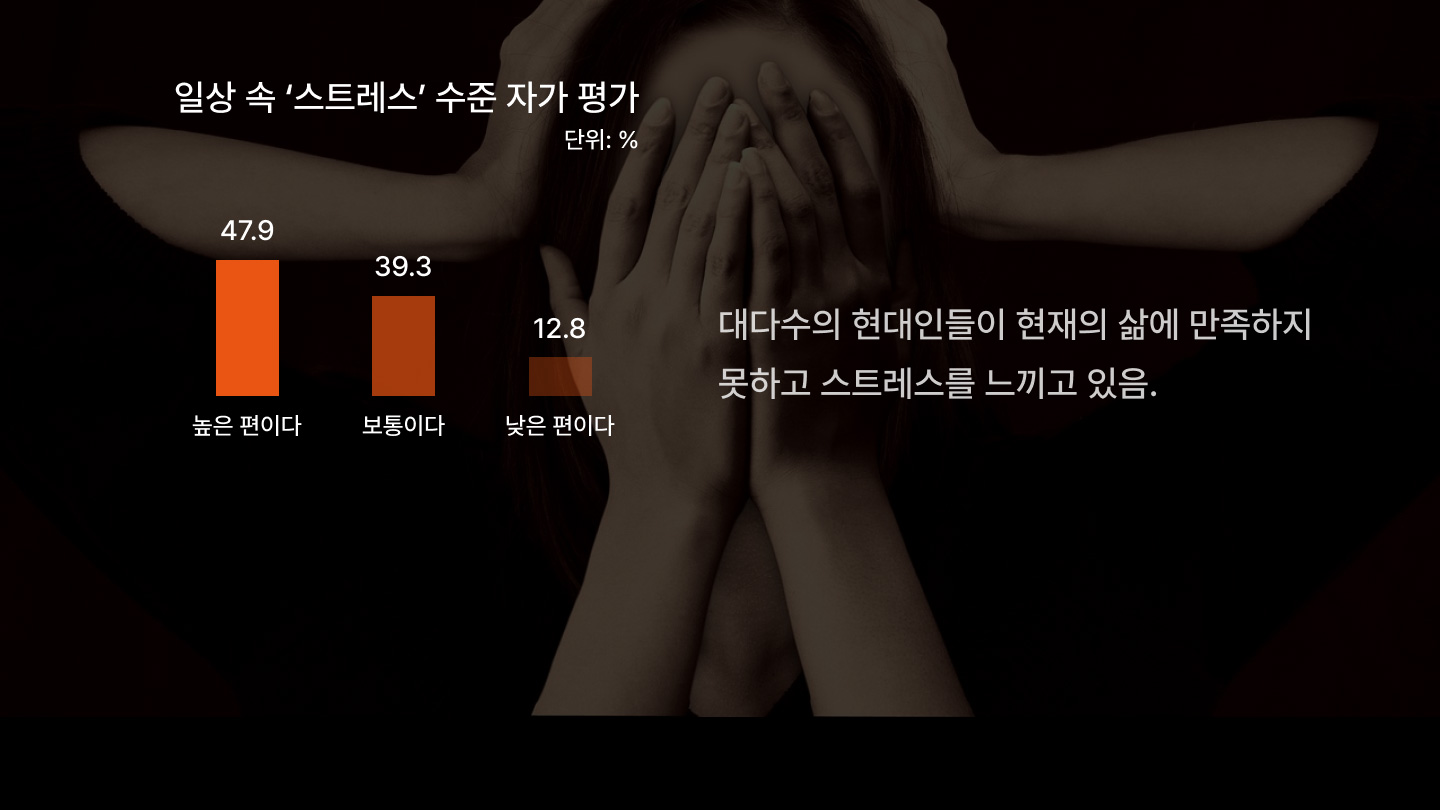 일상 속 ‘스트레스’ 수준 자가 평가
단위: %
47.9
39.3
12.8
높은 편이다
보통이다
낮은 편이다
대다수의 현대인들이 현재의 삶에 만족하지
못하고 스트레스를 느끼고 있음.